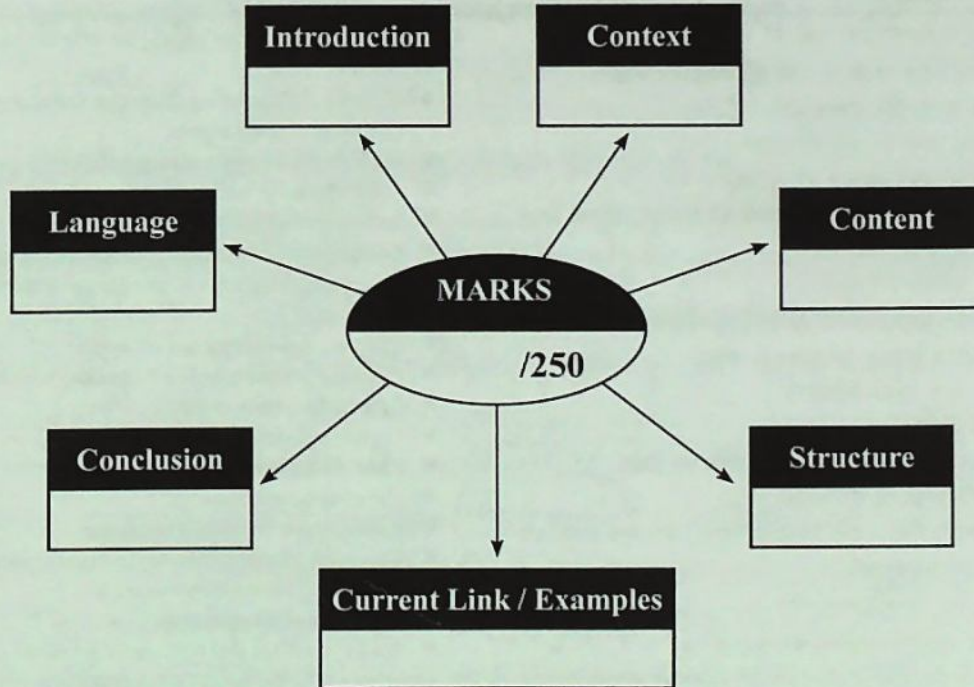 Introduction
Context
Language
Content
MARKS
/250
Conclusion
Structure
Current Link / Examples